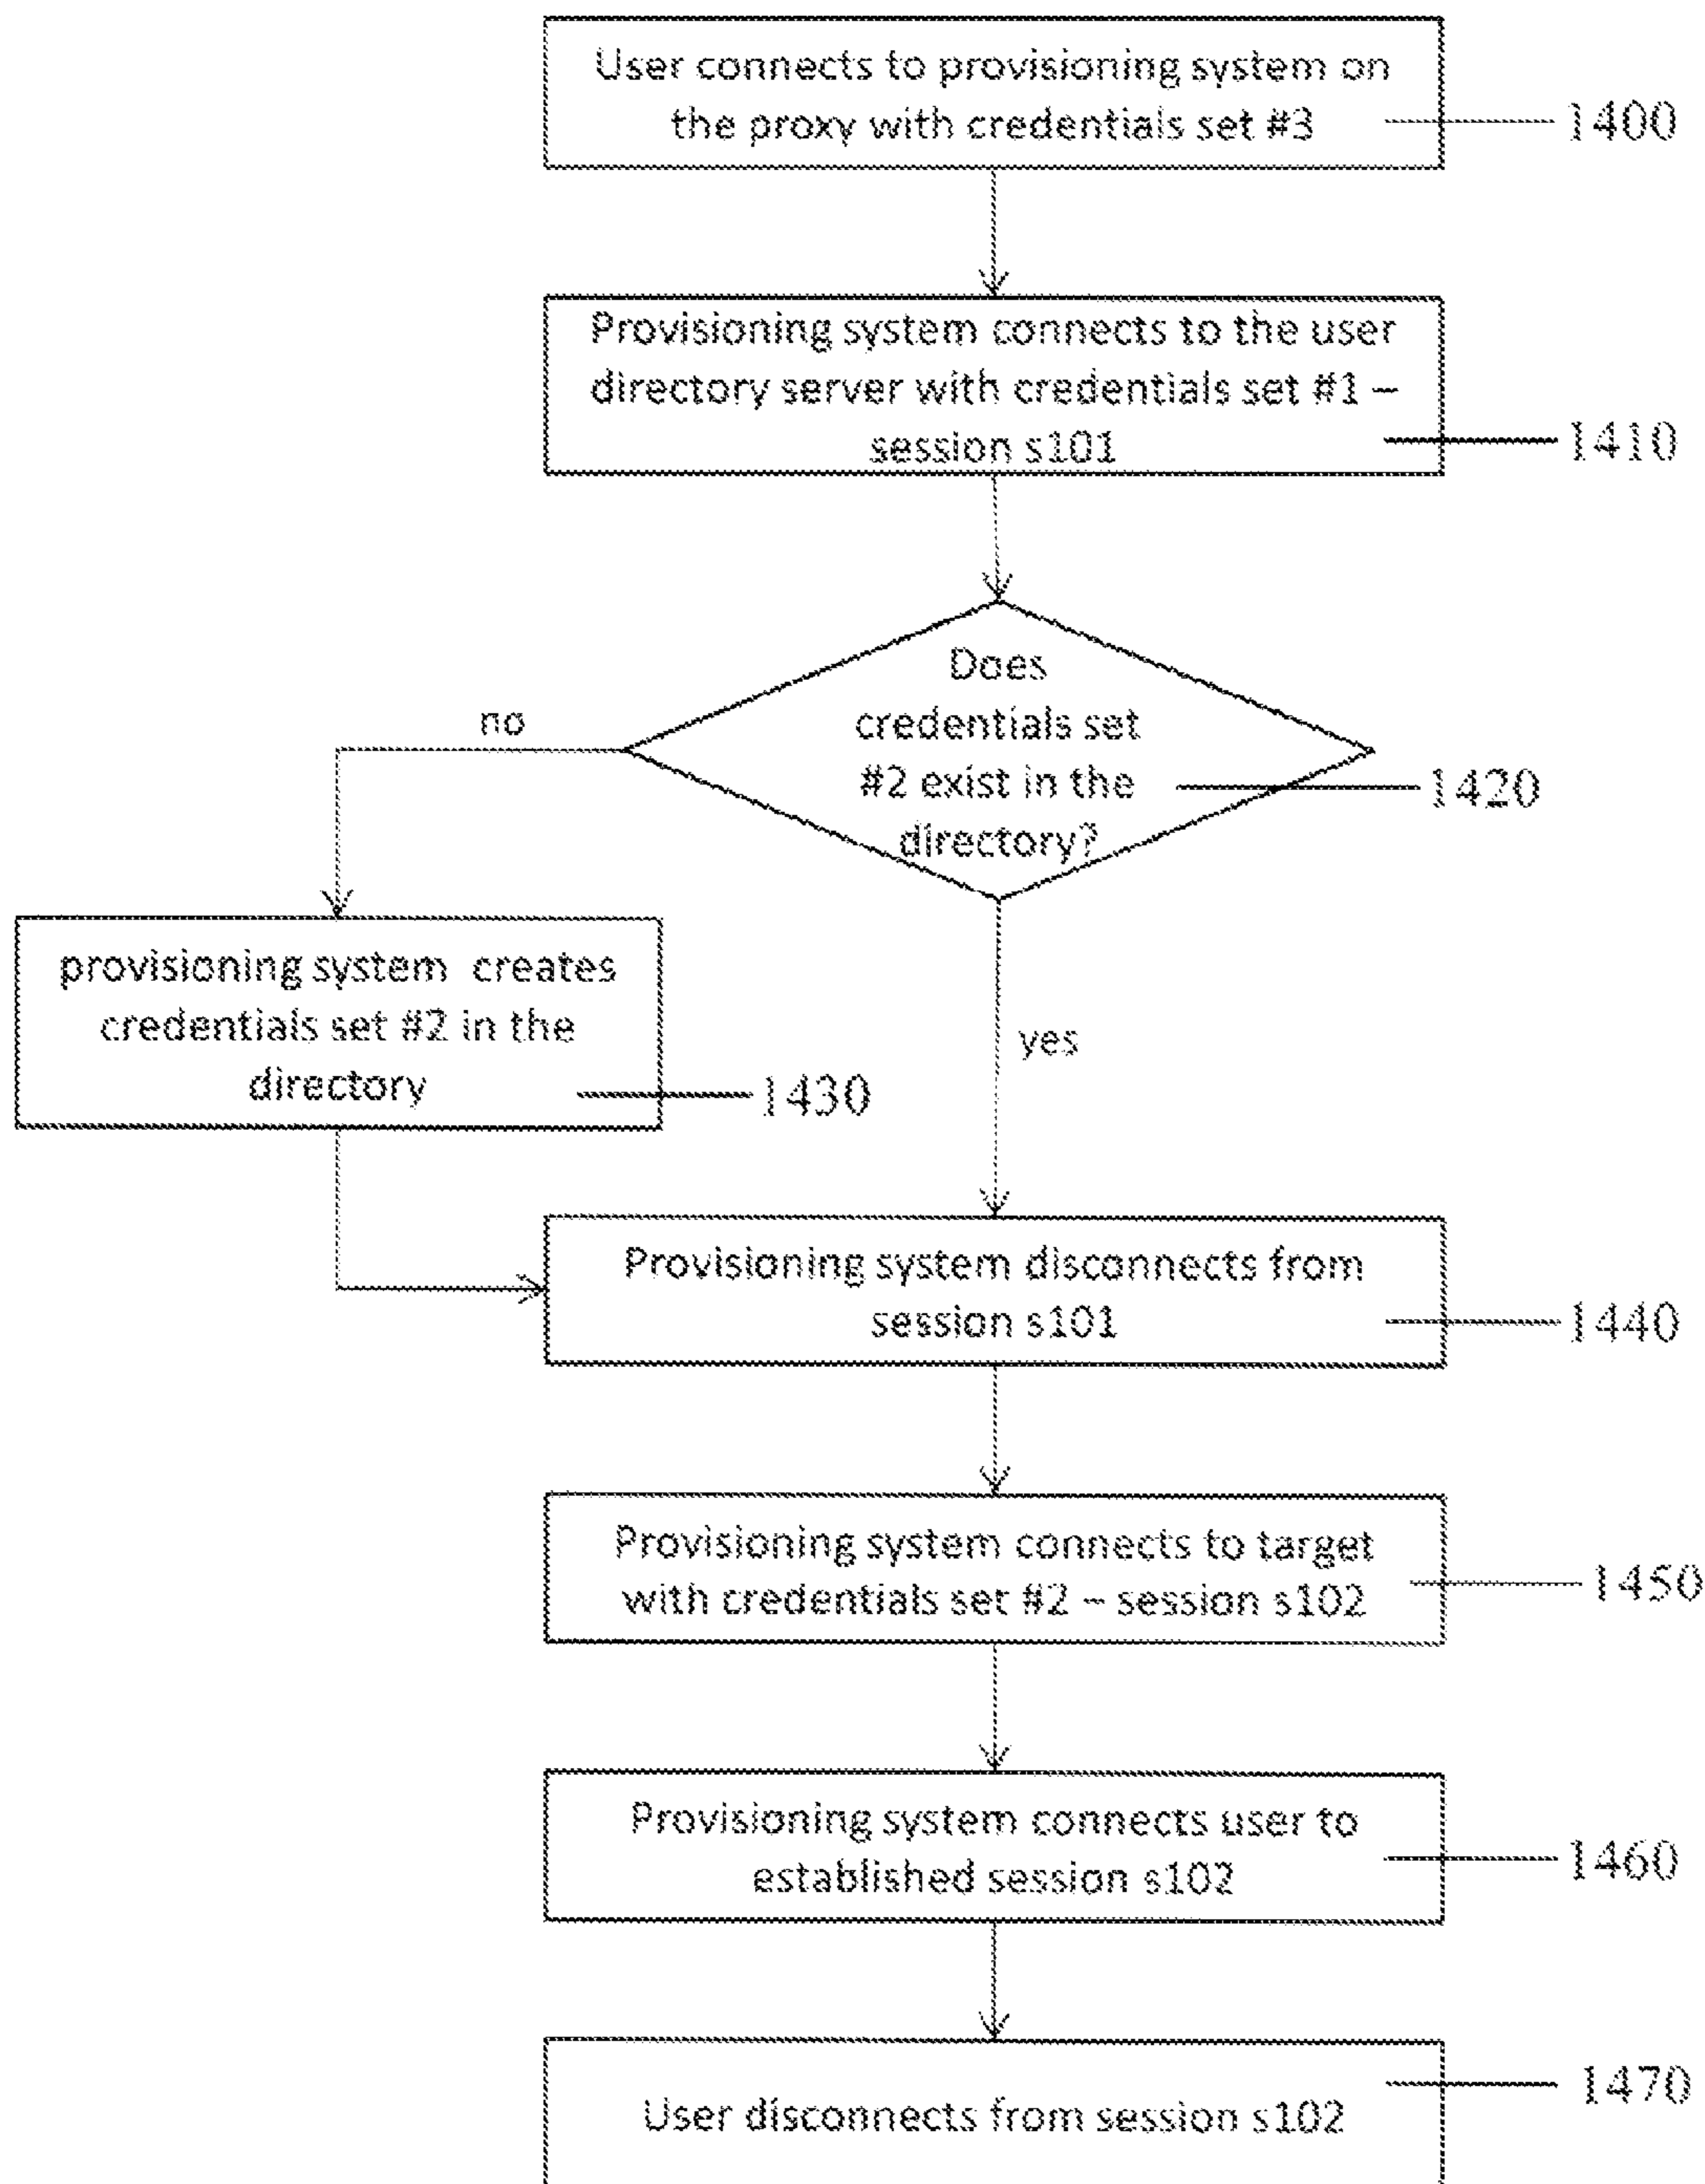 User connects to provisioning system on
the proxy with credentials set #3
1400
Provisioning system connects to the user
directory server with credentials set #1 –
session s101
1410
Does
credentials set
#2 exist in the
directory?
1420
no
yes
provisioning system creates
credentials set #2 in the
directory
1430
Provisioning system disconnects from
session s101
1440
Provisioning system connects to target
with credentials set #2 – session s102
1450
Provisioning system connects user to
established session s102
1460
User disconnects from session s102
1470